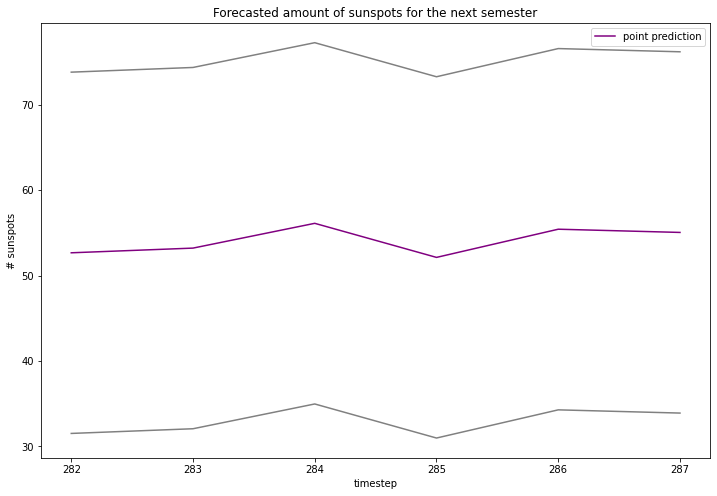 Forecasted amount of sunspots for the next semester
point prediction
# sunspots
70
60
50
40
30
282 283 284 285 286 287
timestep